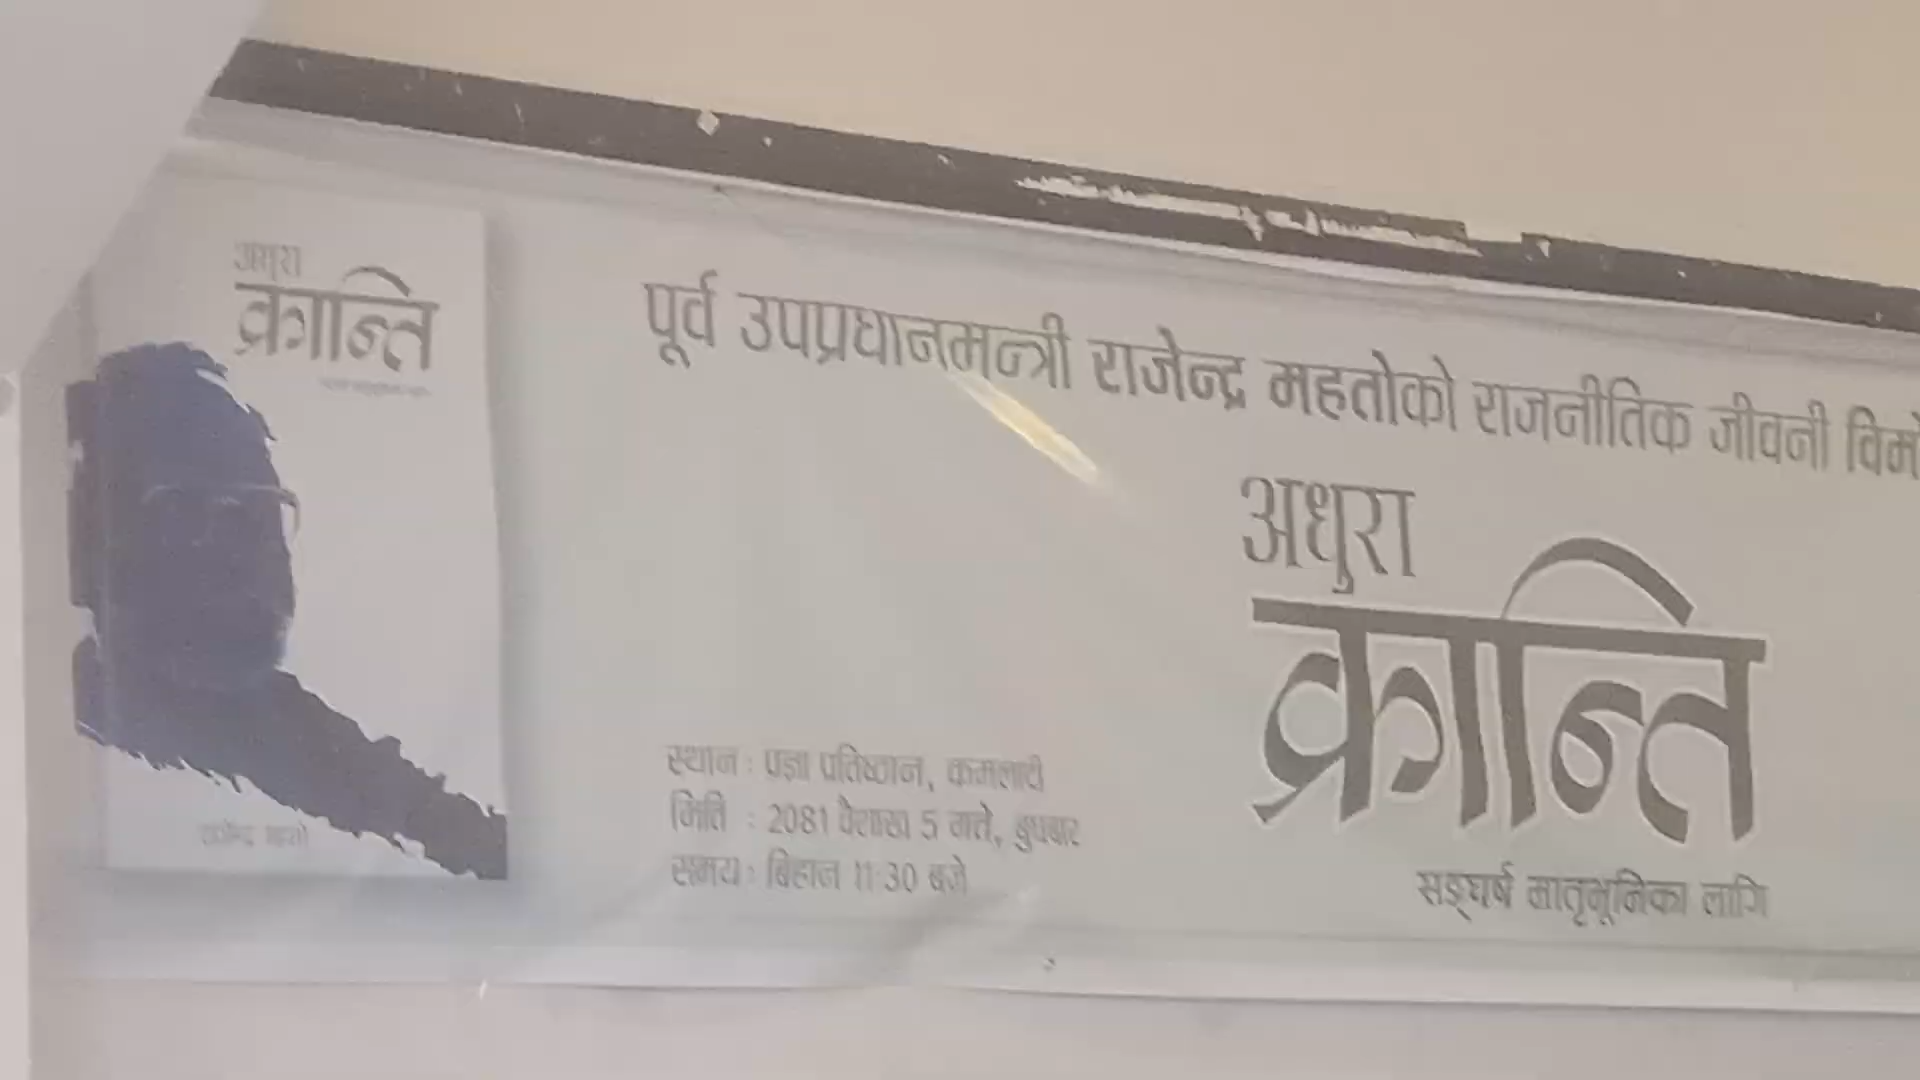 अधुरा
क्रान्ति
राजेन्द्र महतो
पूर्व उपप्रधानमन्त्री राजेन्द्र महतोको राजनीतिक जीवनी
अधुरा
क्रान्ति
सङ्घर्ष मातृभूमिका लागि
स्थान : प्रज्ञा प्रतिष्ठान, कमलादी
मिति : 2081 वैशाख 5 गते, बुधबार
समय : बिहान 11:30 बजे